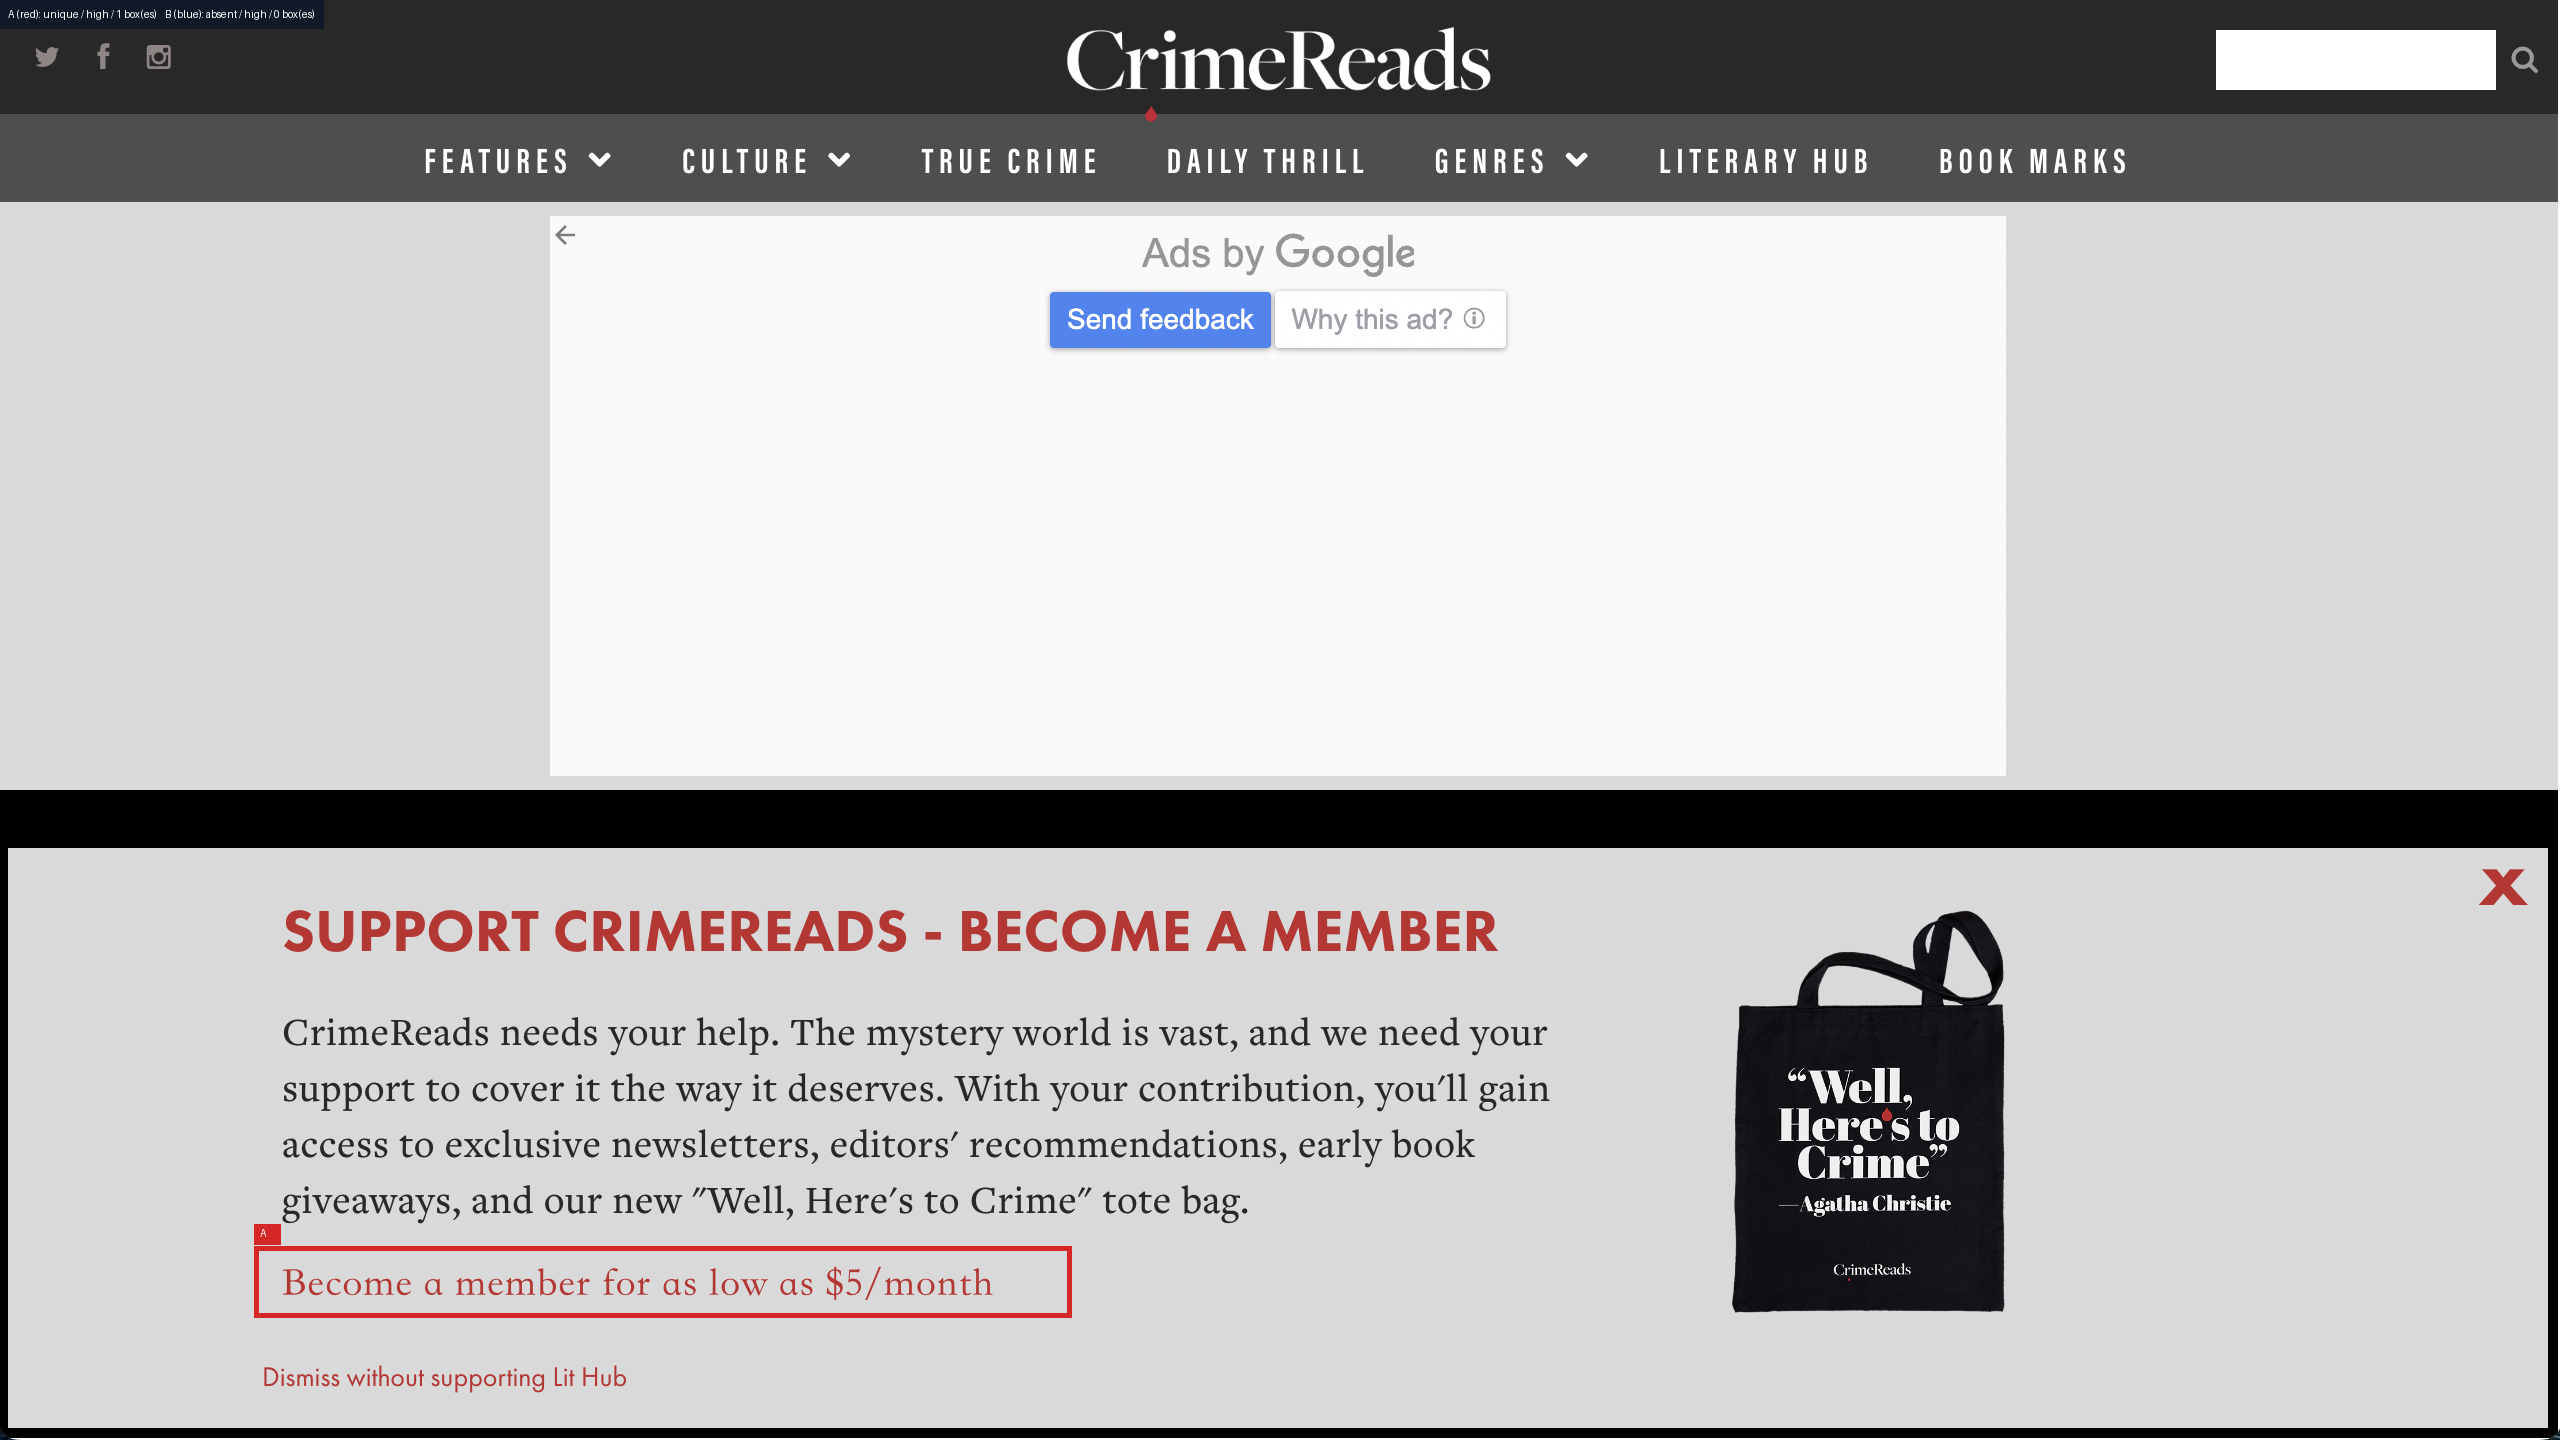 A (red): unique / high / 1 box(es) B (blue): absent / high / 0 box(es)
CrimeReads
FEATURES CULTURE TRUE CRIME DAILY THRILL GENRES LITERARY HUB BOOK MARKS
Ads by Google
Send feedback Why this ad?
X
SUPPORT CRIMEREADS - BECOME A MEMBER
CrimeReads needs your help. The mystery world is vast, and we need your
support to cover it the way it deserves. With your contribution, you'll gain
access to exclusive newsletters, editors' recommendations, early book
giveaways, and our new "Well, Here's to Crime" tote bag.
A
Become a member for as low as $5/month
Dismiss without supporting Lit Hub
“Well,
Here's to
Crime”
—Agatha Christie
CrimeReads